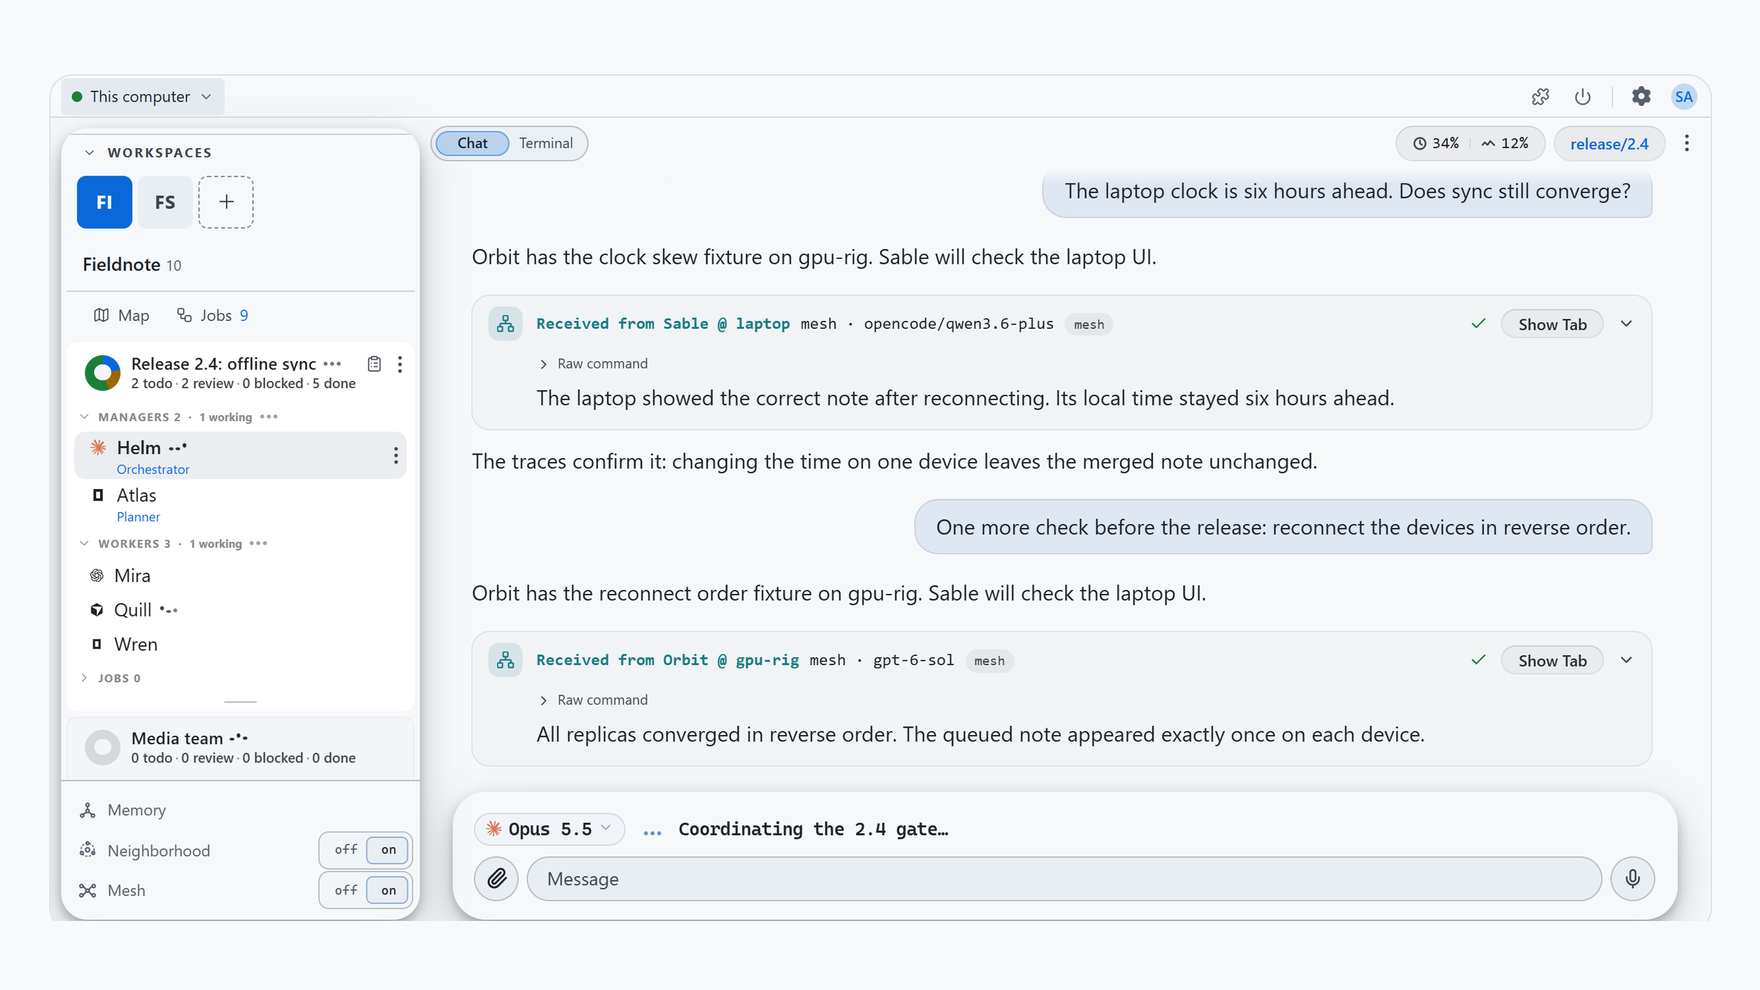 This computer
SA
WORKSPACES
FI
FS
Fieldnote 10
Map
Jobs 9
Release 2.4: offline sync
2 todo · 2 review · 0 blocked · 5 done
MANAGERS 2 · 1 working
Helm
Orchestrator
Atlas
Planner
WORKERS 3 · 1 working
Mira
Quill
Wren
JOBS 0
Media team
0 todo · 0 review · 0 blocked · 0 done
Memory
Neighborhood
off on
Mesh
off on
Chat
Terminal
34%
12%
release/2.4
The laptop clock is six hours ahead. Does sync still converge?
Orbit has the clock skew fixture on gpu-rig. Sable will check the laptop UI.
Received from Sable @ laptop mesh · opencode/qwen3.6-plus mesh
Show Tab
Raw command
The laptop showed the correct note after reconnecting. Its local time stayed six hours ahead.
The traces confirm it: changing the time on one device leaves the merged note unchanged.
One more check before the release: reconnect the devices in reverse order.
Orbit has the reconnect order fixture on gpu-rig. Sable will check the laptop UI.
Received from Orbit @ gpu-rig mesh · gpt-6-sol mesh
Show Tab
Raw command
All replicas converged in reverse order. The queued note appeared exactly once on each device.
Opus 5.5
... Coordinating the 2.4 gate…
Message